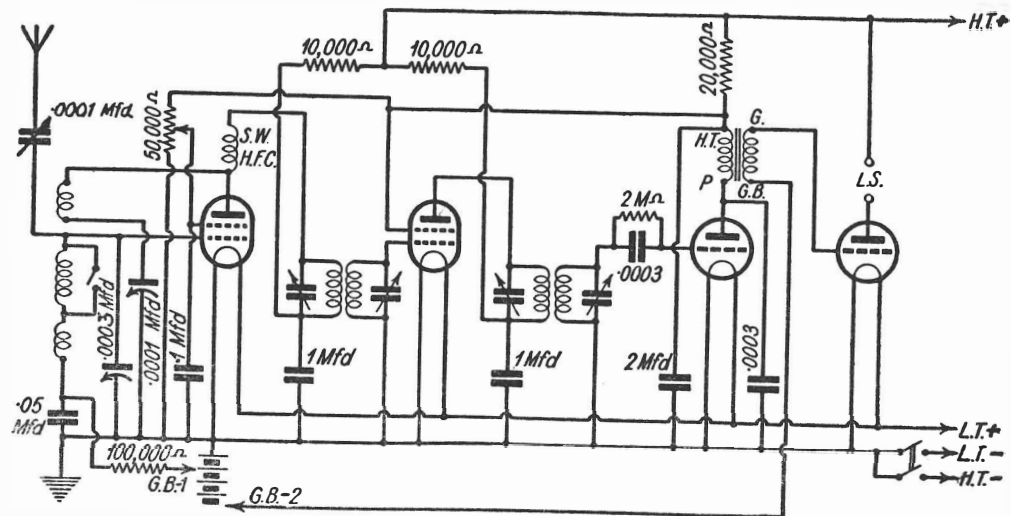 H.T.+
10,000Ω
10,000Ω
20,000Ω
.0001 Mfd.
50,000Ω
S.W.
H.F.C.
H.T.
G.
P
G.B.
L.S.
2 MΩ
.0003
.0003 Mfd
.0001 Mfd
.1 Mfd
1 Mfd
1 Mfd
2 Mfd
.0003
.05
Mfd
100,000Ω
G.B.-1
G.B.-2
L.T.+
L.T.-
H.T.-